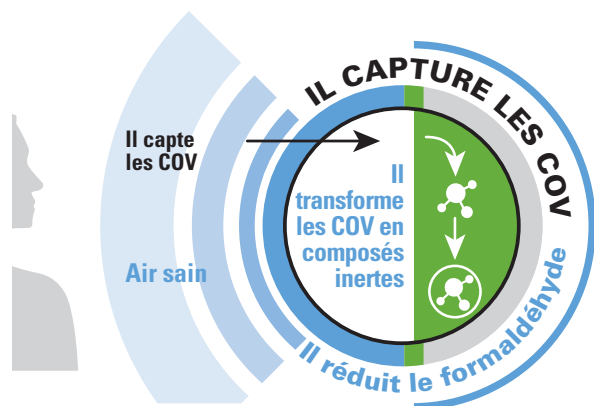 IL CAPTURE LES COV
Il capte
les COV
Il
transforme
les COV en
composés
inertes
Air sain
Il réduit le formaldéhyde